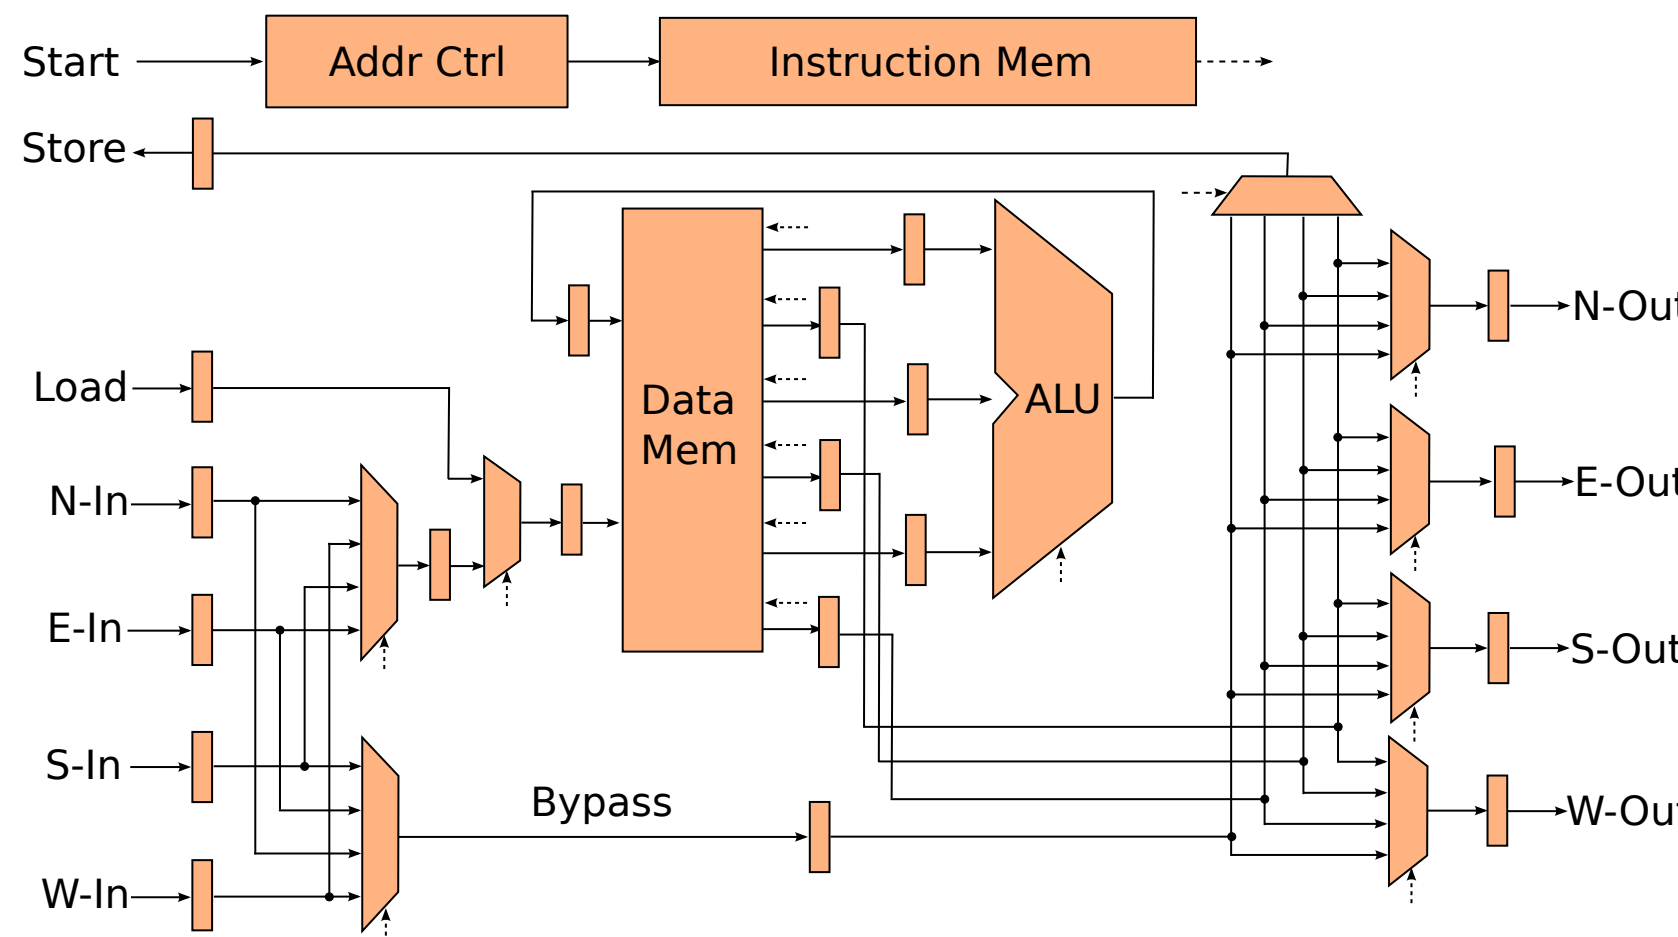 Start
Addr Ctrl
Instruction Mem
Store
Load
Data
Mem
ALU
N-In
E-In
S-In
W-In
Bypass
N-Out
E-Out
S-Out
W-Out